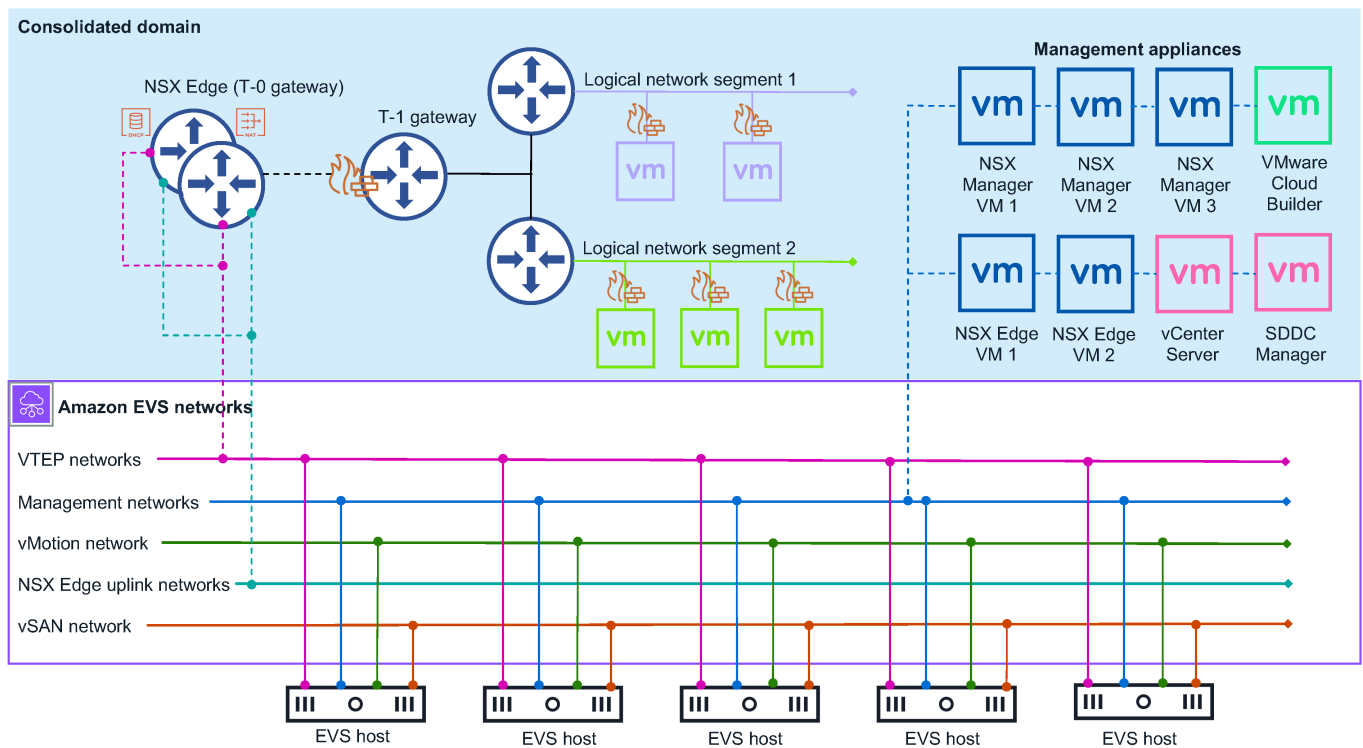 Consolidated domain
NSX Edge (T-0 gateway)
DHCP
NAT
T-1 gateway
Logical network segment 1
vm
vm
Logical network segment 2
vm
vm
vm
Management appliances
vm
vm
vm
vm
NSX
Manager
VM 1
NSX
Manager
VM 2
NSX
Manager
VM 3
VMware
Cloud
Builder
vm
vm
vm
vm
NSX Edge
VM 1
NSX Edge
VM 2
vCenter
Server
SDDC
Manager
Amazon EVS networks
VTEP networks
Management networks
vMotion network
NSX Edge uplink networks
vSAN network
EVS host
EVS host
EVS host
EVS host
EVS host